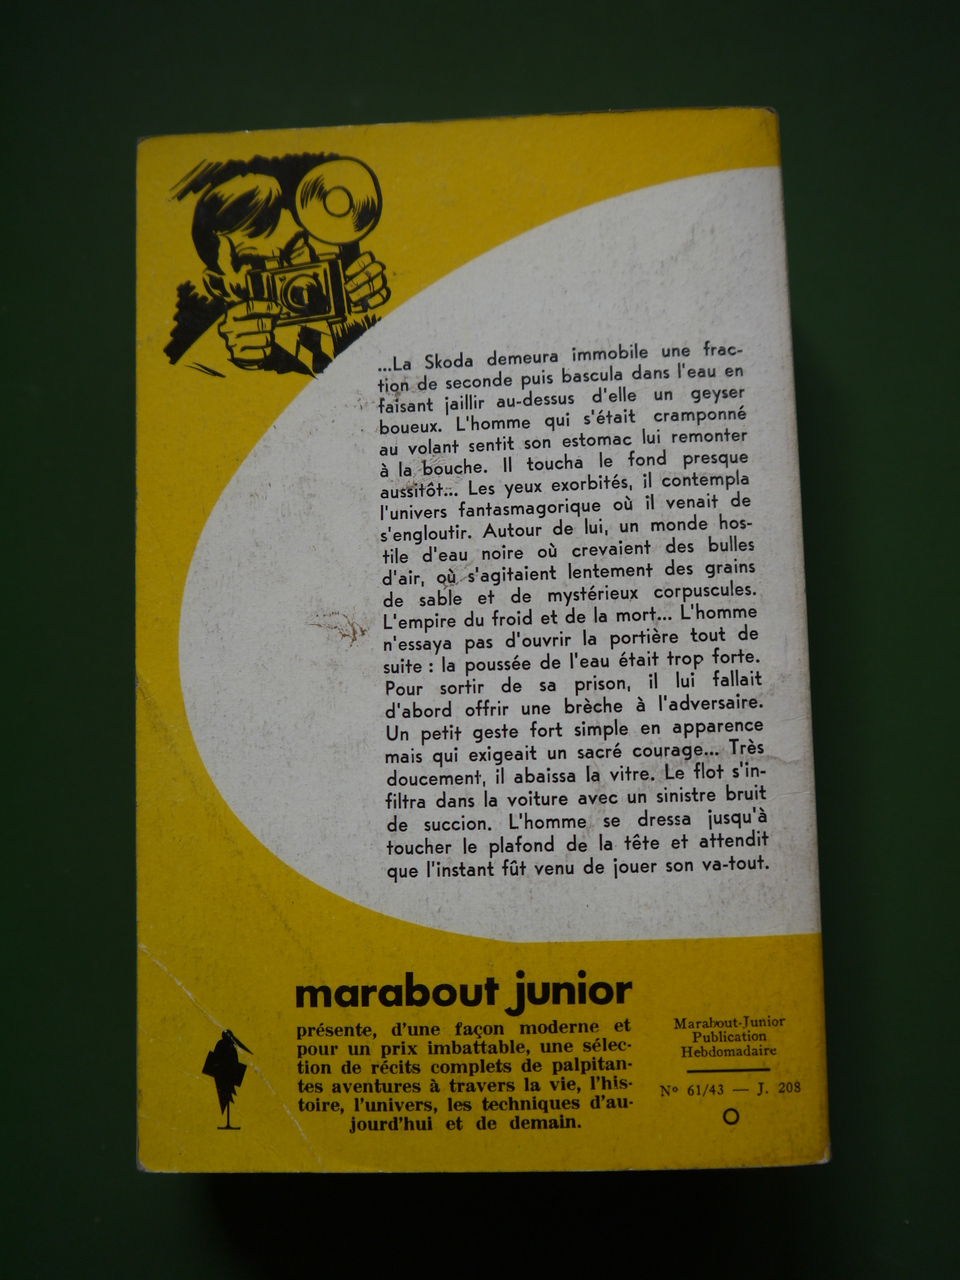 ...La Skoda demeura immobile une frac-
tion de seconde puis bascula dans l'eau en
faisant jaillir au-dessus d'elle un geyser
boueux. L'homme qui s'était cramponné
au volant sentit son estomac lui remonter
à la bouche. Il toucha le fond presque
aussitôt... Les yeux exorbités, il contempla
l'univers fantasmagorique où il venait de
s'engloutir. Autour de lui, un monde hos-
tile d'eau noire où crevaient des bulles
d'air, où s'agitaient lentement des grains
de sable et de mystérieux corpuscules.
L'empire du froid et de la mort... L'homme
n'essaya pas d'ouvrir la portière tout de
suite : la poussée de l'eau était trop forte.
Pour sortir de sa prison, il lui fallait
d'abord offrir une brèche à l'adversaire.
Un petit geste fort simple en apparence
mais qui exigeait un sacré courage... Très
doucement, il abaissa la vitre. Le flot s'in-
filtra dans la voiture avec un sinistre bruit
de succion. L'homme se dressa jusqu'à
toucher le plafond de la tête et attendit
que l'instant fût venu de jouer son va-tout.
marabout junior
présente, d'une façon moderne et
pour un prix imbattable, une sélec-
tion de récits complets de palpitan-
tes aventures à travers la vie, l'his-
toire, l'univers, les techniques d'au-
jourd'hui et de demain.
Marabout-Junior
Publication
Hebdomadaire
Nº 61/43 — J. 208
O